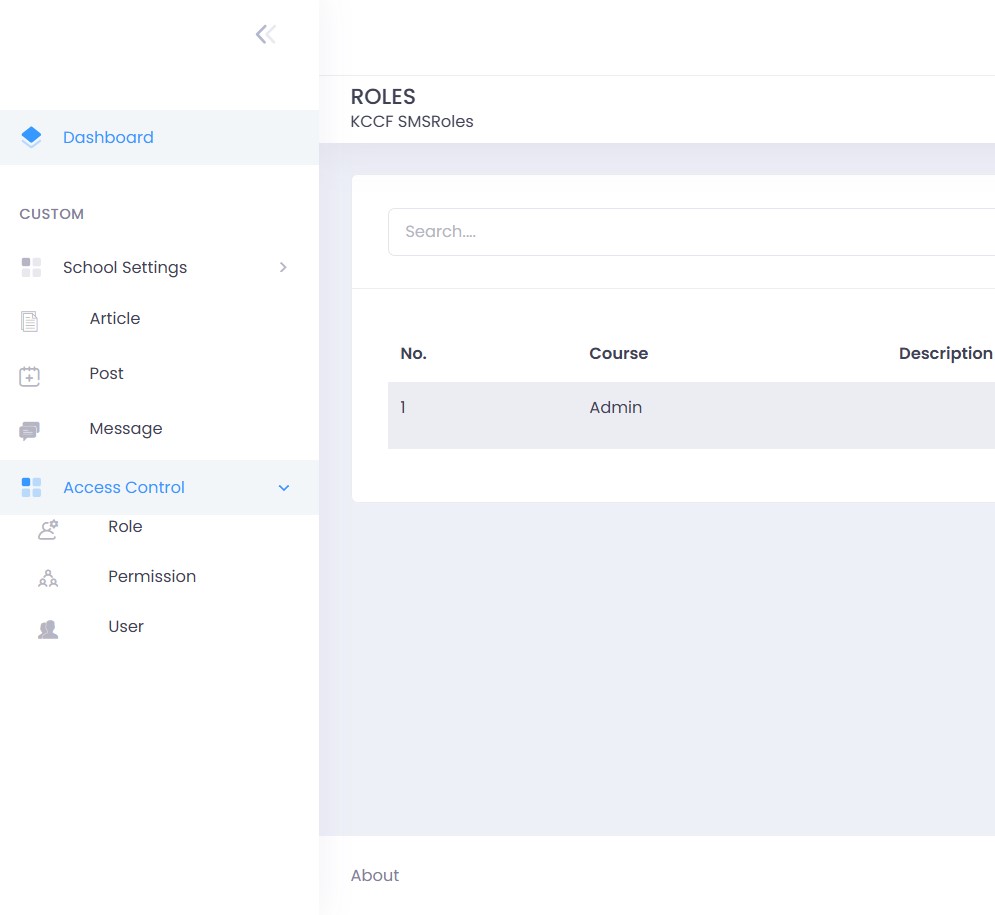 Dashboard
CUSTOM
School Settings
Article
Post
Message
Access Control
Role
Permission
User
ROLES
KCCF SMSRoles
Search....
No. Course Description
1 Admin
About